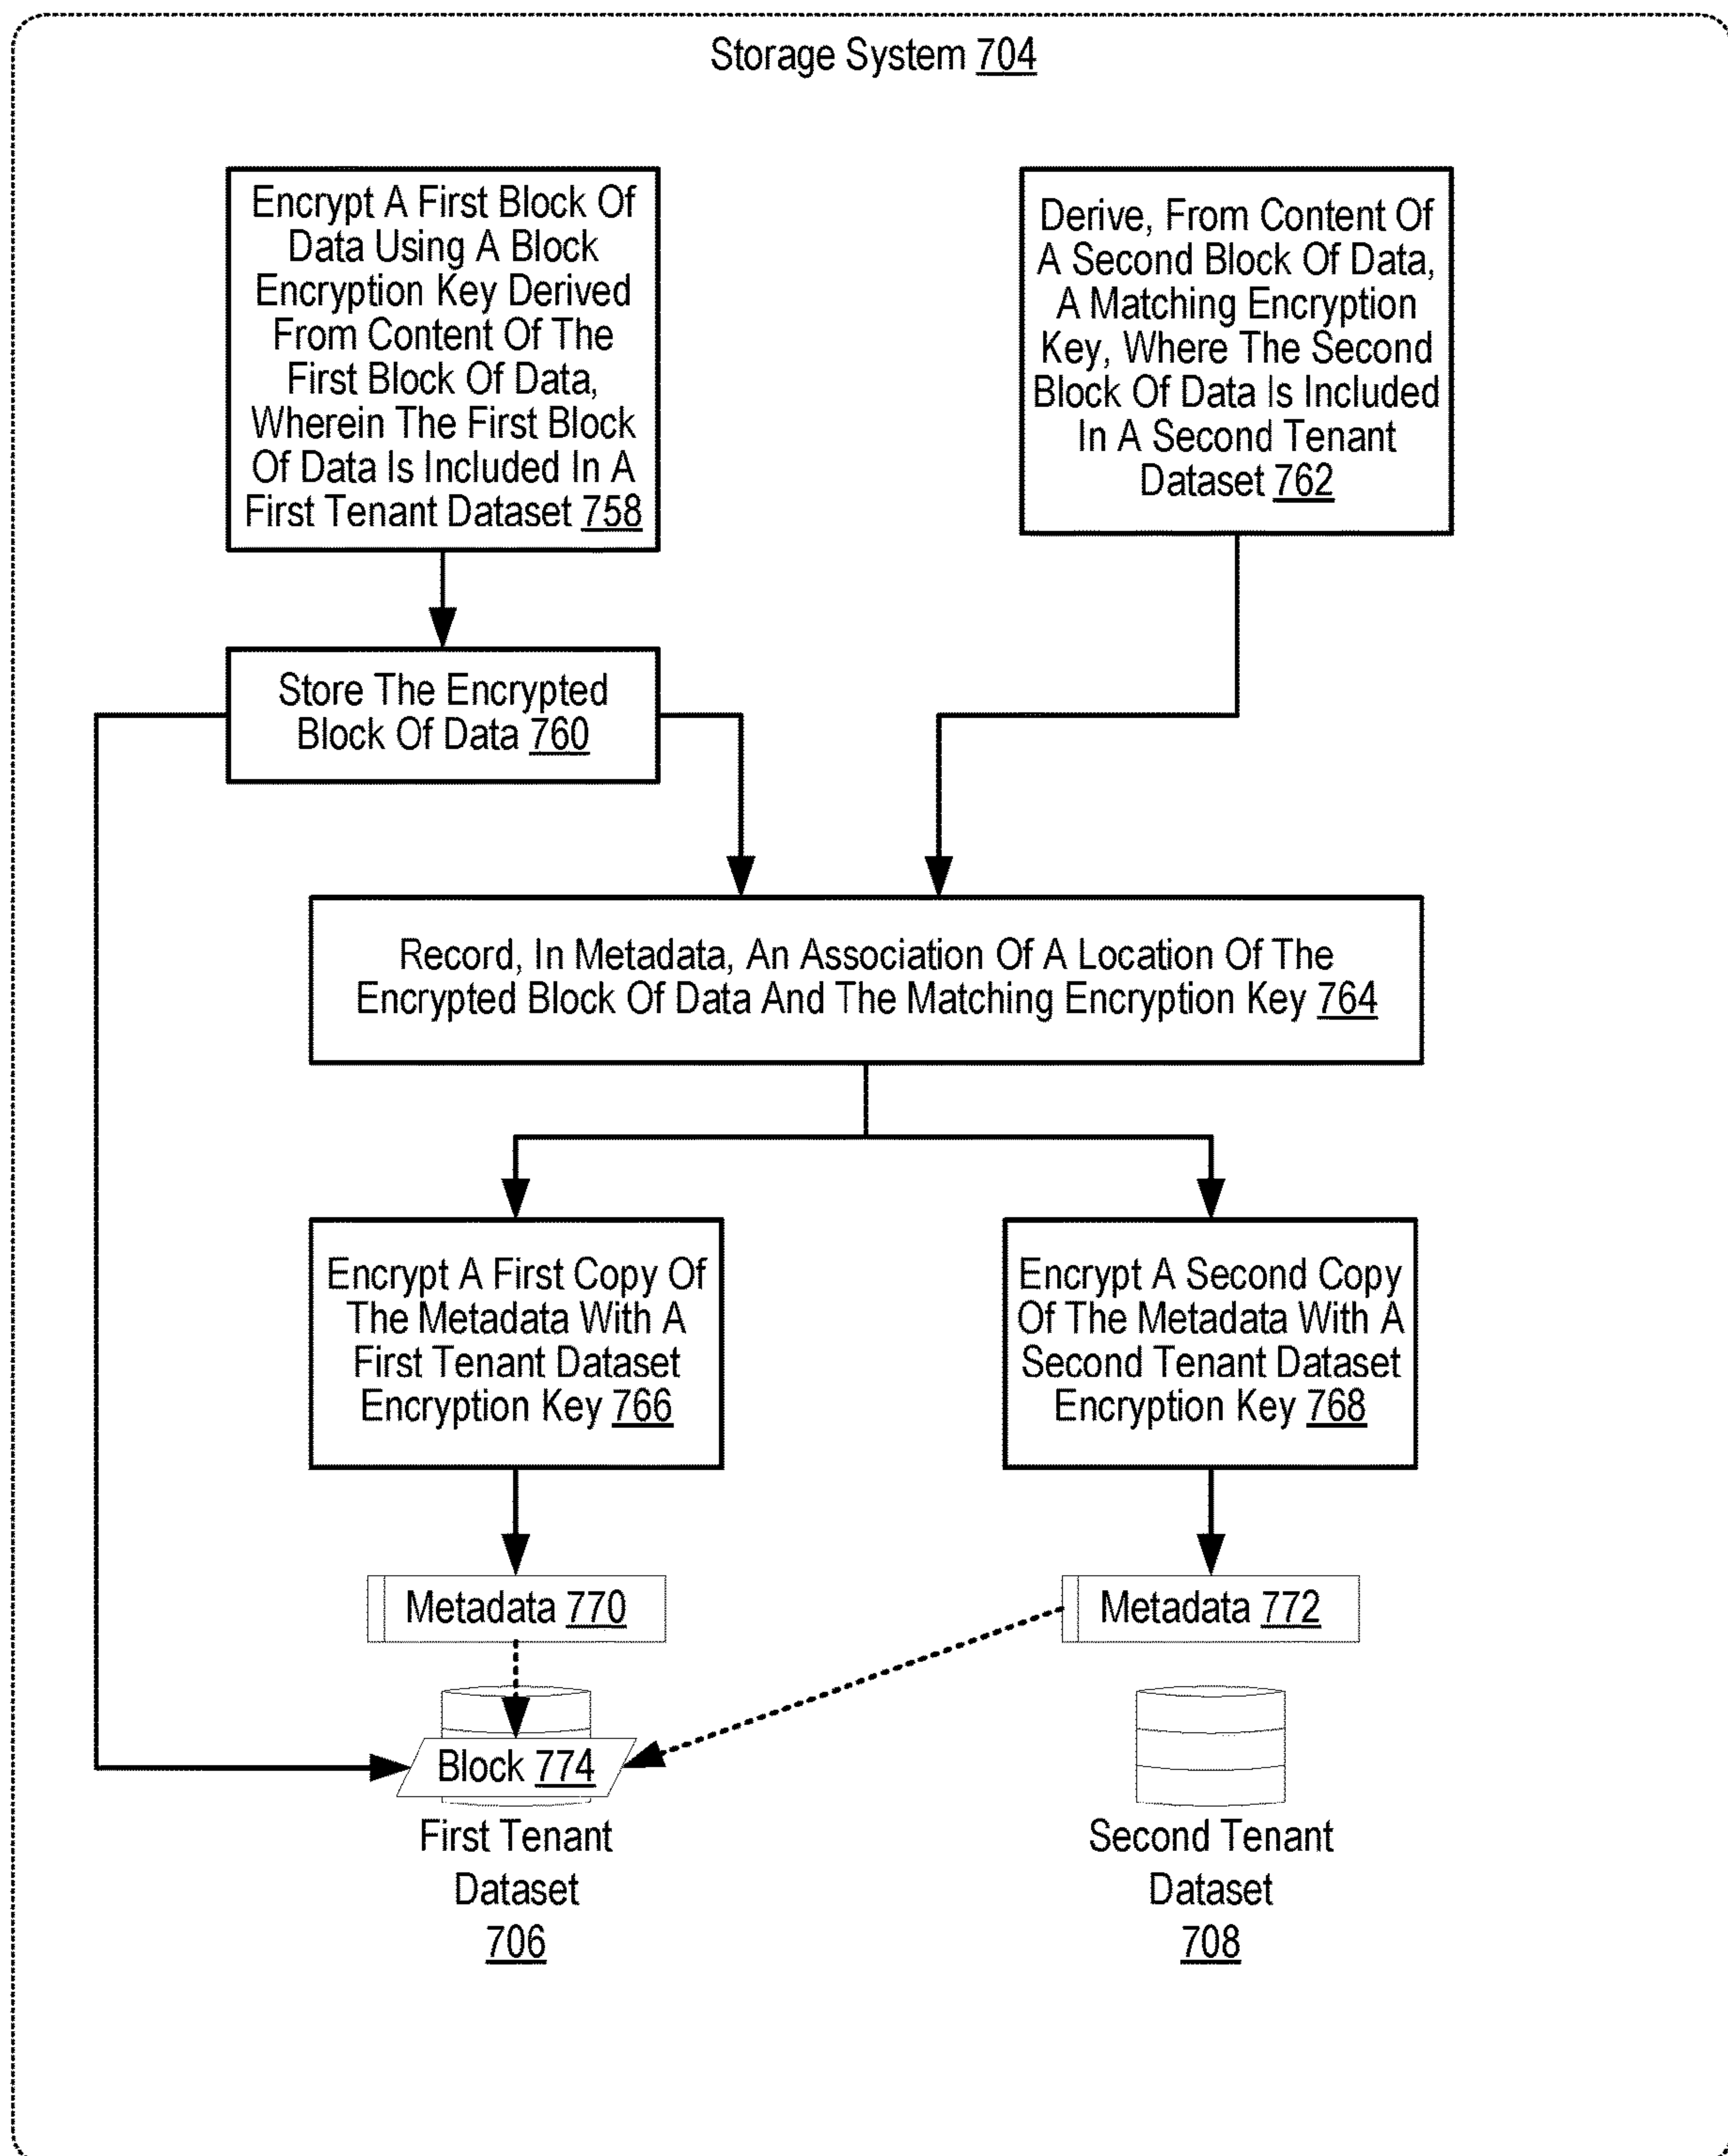 Storage System 704
Encrypt A First Block Of
Data Using A Block
Encryption Key Derived
From Content Of The
First Block Of Data,
Wherein The First Block
Of Data Is Included In A
First Tenant Dataset 758
Derive, From Content Of
A Second Block Of Data,
A Matching Encryption
Key, Where The Second
Block Of Data Is Included
In A Second Tenant
Dataset 762
Store The Encrypted
Block Of Data 760
Record, In Metadata, An Association Of A Location Of The
Encrypted Block Of Data And The Matching Encryption Key 764
Encrypt A First Copy Of
The Metadata With A
First Tenant Dataset
Encryption Key 766
Encrypt A Second Copy
Of The Metadata With A
Second Tenant Dataset
Encryption Key 768
Metadata 770
Metadata 772
Block 774
First Tenant
Dataset
706
Second Tenant
Dataset
708